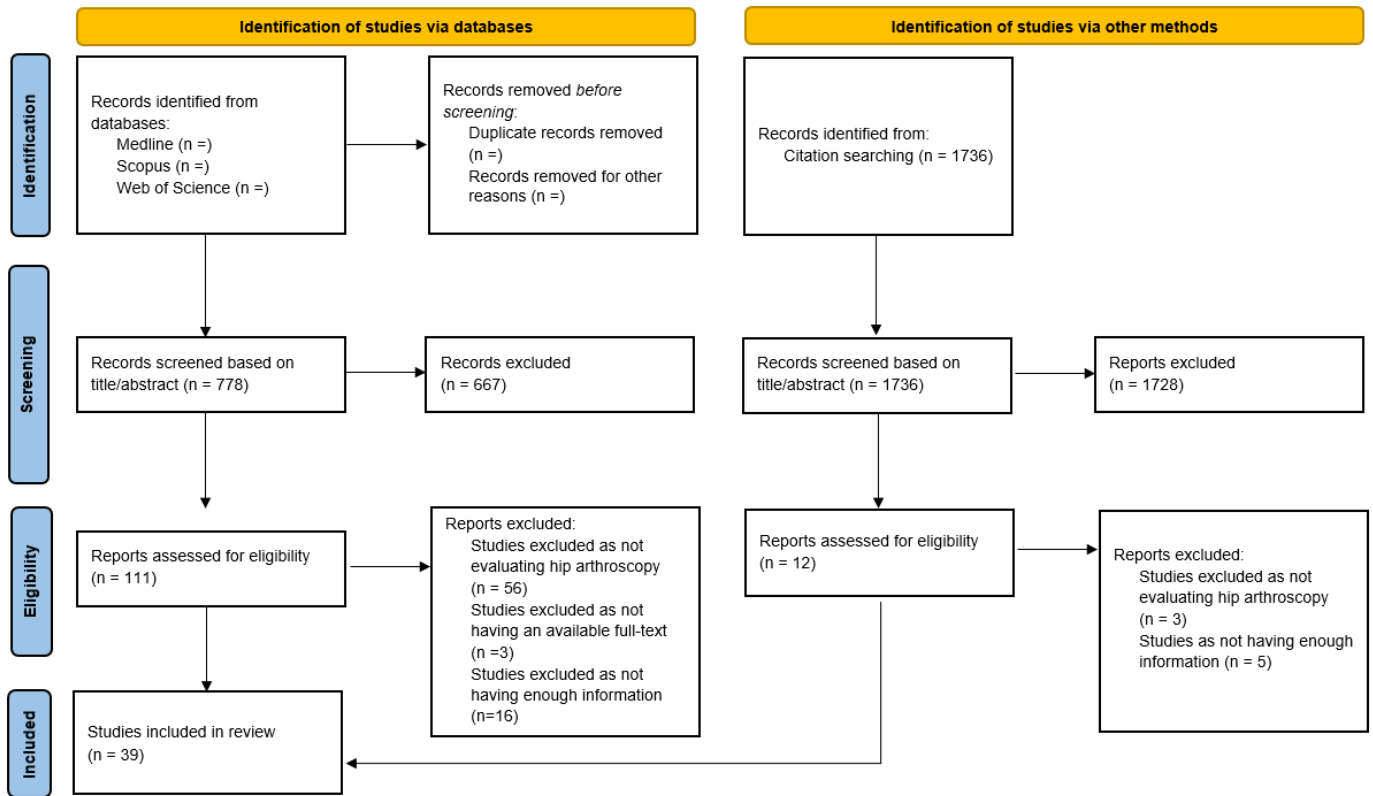 Identification of studies via databases
Identification of studies via other methods
Identification
Records identified from
databases:
Medline (n =)
Scopus (n =)
Web of Science (n =)
Records removed before
screening:
Duplicate records removed
(n =)
Records removed for other
reasons (n =)
Records identified from:
Citation searching (n = 1736)
Screening
Records screened based on
title/abstract (n = 778)
Records excluded
(n = 667)
Records screened based on
title/abstract (n = 1736)
Reports excluded
(n = 1728)
Eligibility
Reports assessed for eligibility
(n = 111)
Reports excluded:
Studies excluded as not
evaluating hip arthroscopy
(n = 56)
Studies excluded as not
having an available full-text
(n =3)
Studies excluded as not
having enough information
(n=16)
Reports assessed for eligibility
(n = 12)
Reports excluded:
Studies excluded as not
evaluating hip arthroscopy
(n = 3)
Studies as not having enough
information (n = 5)
Included
Studies included in review
(n = 39)